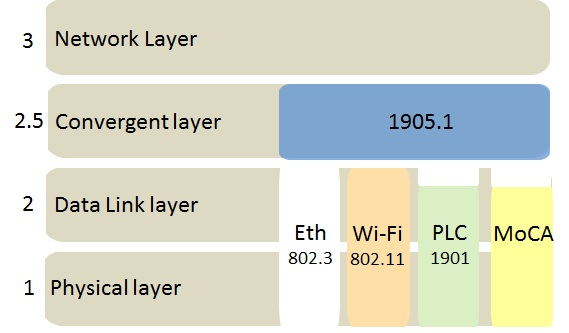 3 Network Layer
2.5 Convergent layer 1905.1
2 Data Link layer
Eth Wi-Fi PLC MoCA
802.3 802.11 1901
1 Physical layer